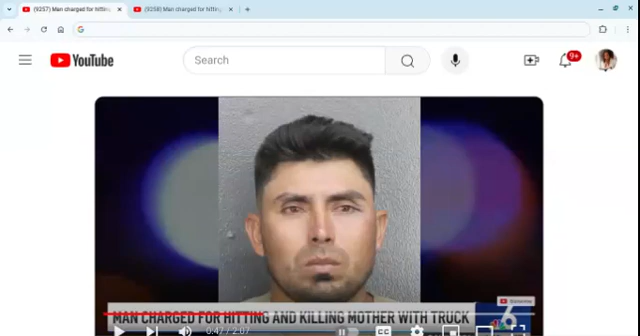 (9257) Man charged for hitting
(9258) Man charged for hitting
YouTube
Search
9+
MAN CHARGED FOR HITTING AND KILLING MOTHER WITH TRUCK
6
0:47 / 2:07
CC